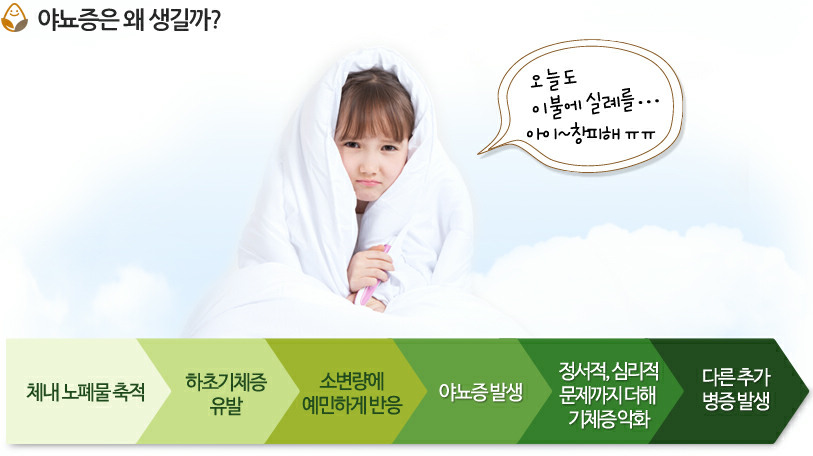 야뇨증은 왜 생길까?
오늘도
이불에 실례를···
아이~창피해 ㅠㅠ
체내 노폐물 축적
하초기체증
유발
소변량에
예민하게 반응
야뇨증 발생
정서적, 심리적
문제까지 더해
기체증 악화
다른 추가
병증 발생